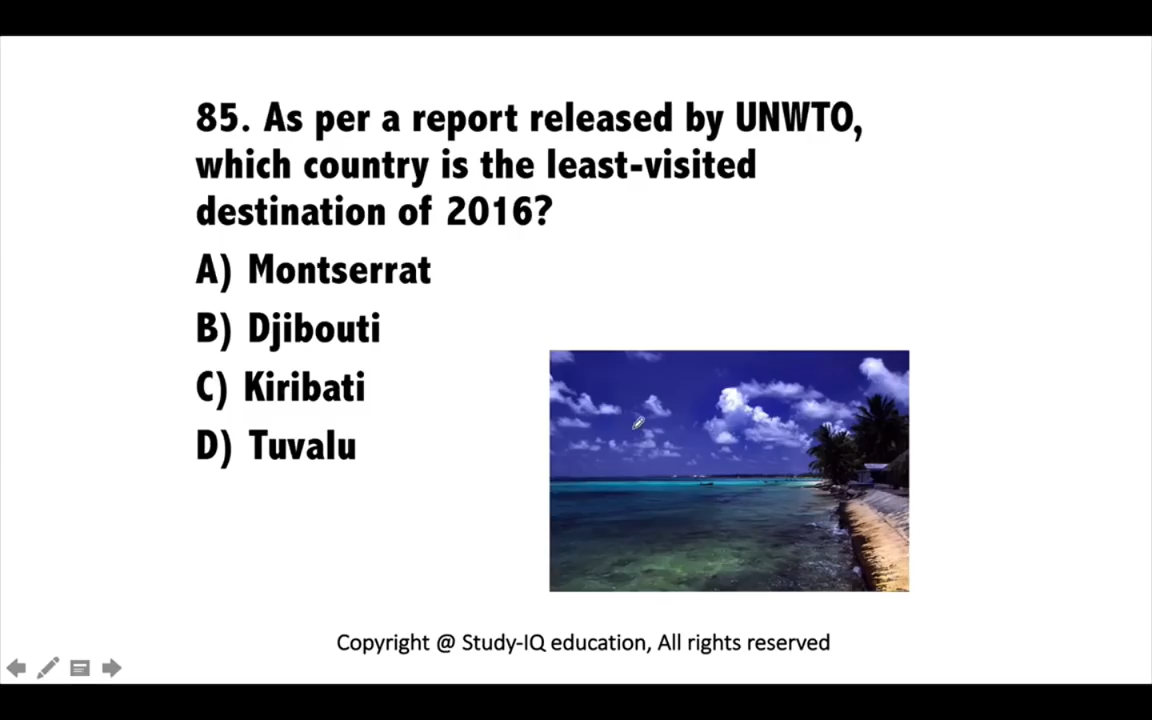 85. As per a report released by UNWTO,
which country is the least-visited
destination of 2016?
A) Montserrat
B) Djibouti
C) Kiribati
D) Tuvalu
Copyright @ Study-IQ education, All rights reserved